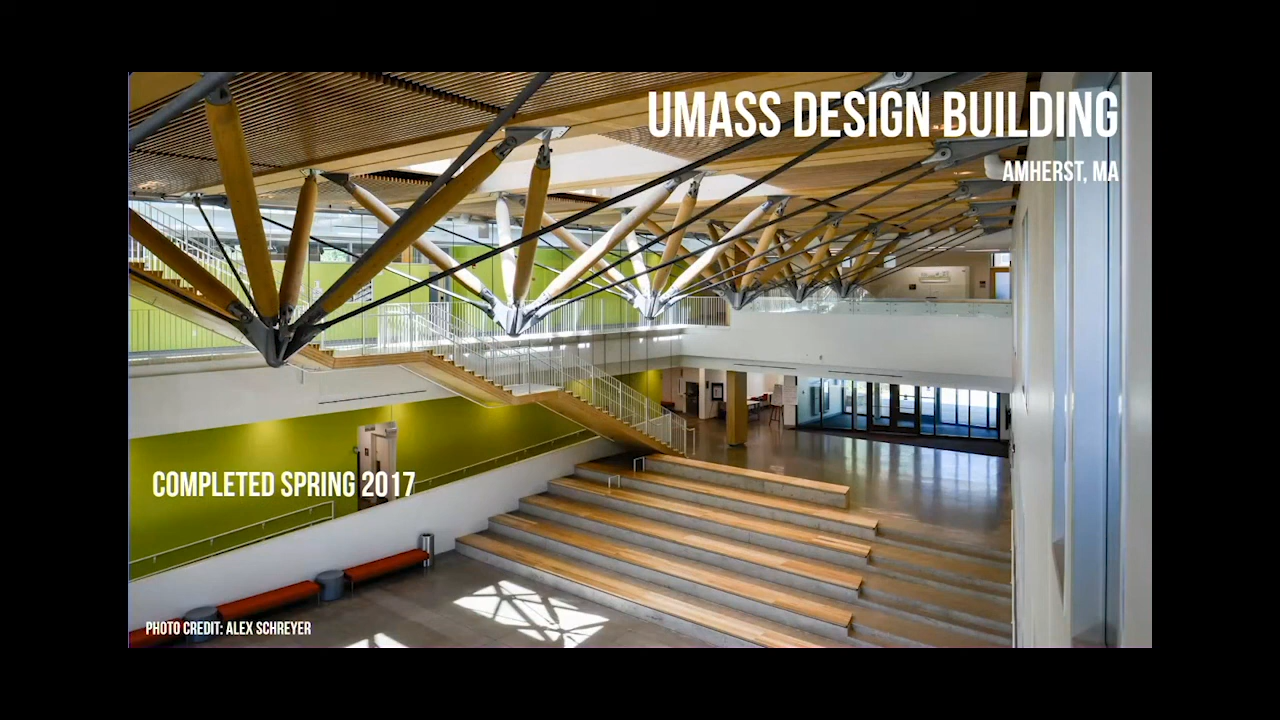 UMASS DESIGN BUILDING
AMHERST, MA
COMPLETED SPRING 2017
PHOTO CREDIT: ALEX SCHREYER